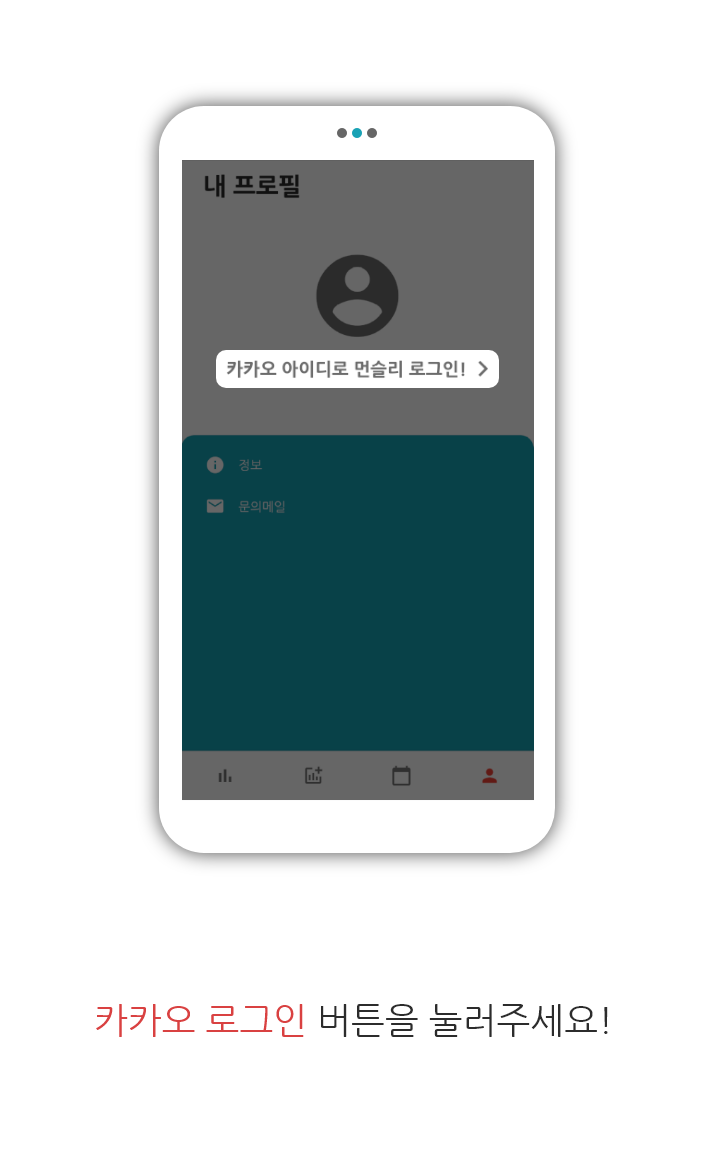 내 프로필
카카오 아이디로 먼슬리 로그인!
정보
문의메일
카카오 로그인 버튼을 눌러주세요!